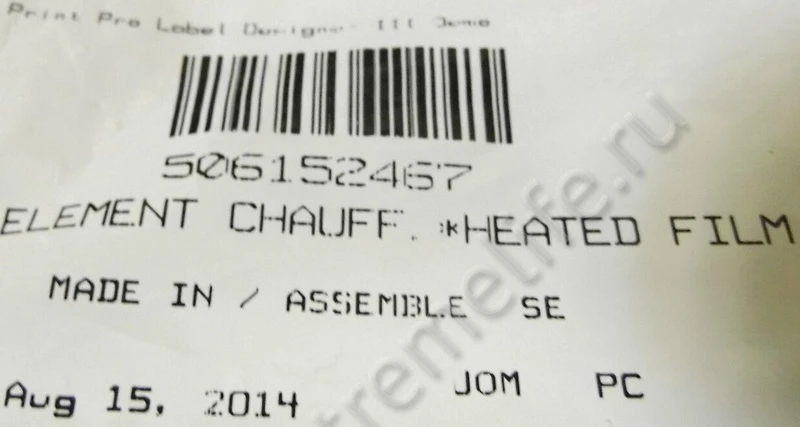 Print Pro Label Designer III Demo
506152467
ELEMENT CHAUFF. *HEATED FILM
MADE IN / ASSEMBLE SE
JOM PC
Aug 15, 2014
tremelife.ru